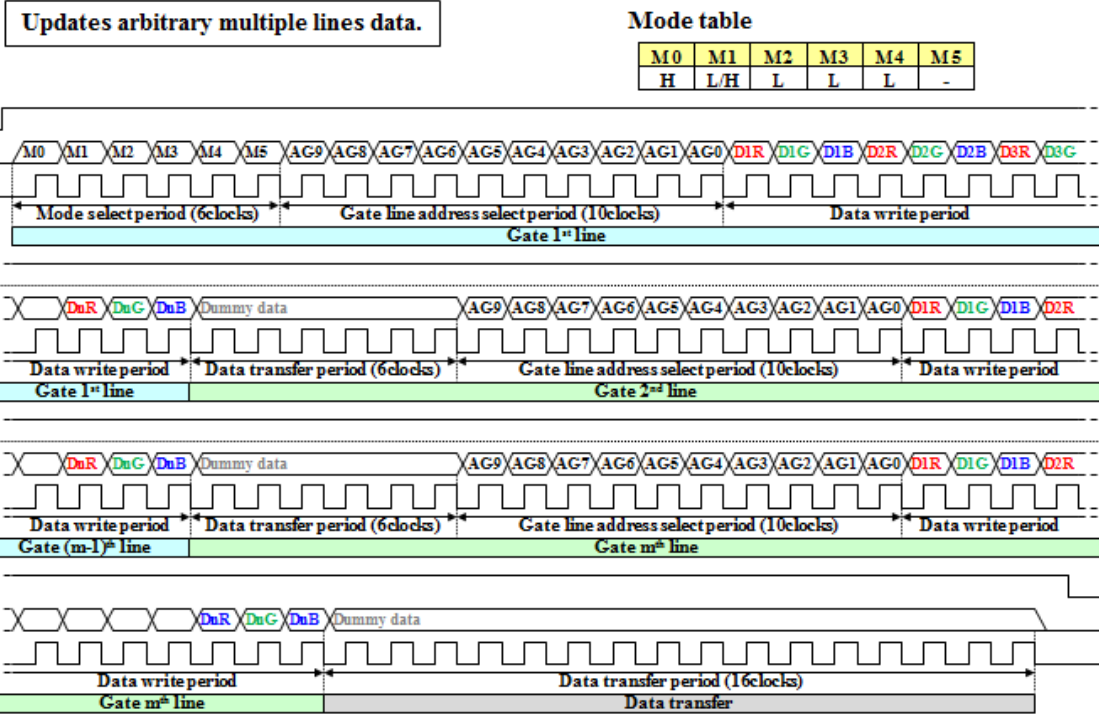 Updates arbitrary multiple lines data.
Mode table
M0 M1 M2 M3 M4 M5
H L/H L L L -
M0 M1 M2 M3 M4 M5 AG9 AG8 AG7 AG6 AG5 AG4 AG3 AG2 AG1 AG0 D1R D1G D1B D2R D2G D2B D3R D3G
Mode select period (6clocks) Gate line address select period (10clocks) Data write period
Gate 1st line
DnR DnG DnB Dummy data AG9 AG8 AG7 AG6 AG5 AG4 AG3 AG2 AG1 AG0 D1R D1G D1B D2R
Data write period Data transfer period (6clocks) Gate line address select period (10clocks) Data write period
Gate 1st line Gate 2nd line
DnR DnG DnB Dummy data AG9 AG8 AG7 AG6 AG5 AG4 AG3 AG2 AG1 AG0 D1R D1G D1B D2R
Data write period Data transfer period (6clocks) Gate line address select period (10clocks) Data write period
Gate (m-1)th line Gate mth line
DnR DnG DnB Dummy data
Data write period Data transfer period (16clocks)
Gate mth line Data transfer